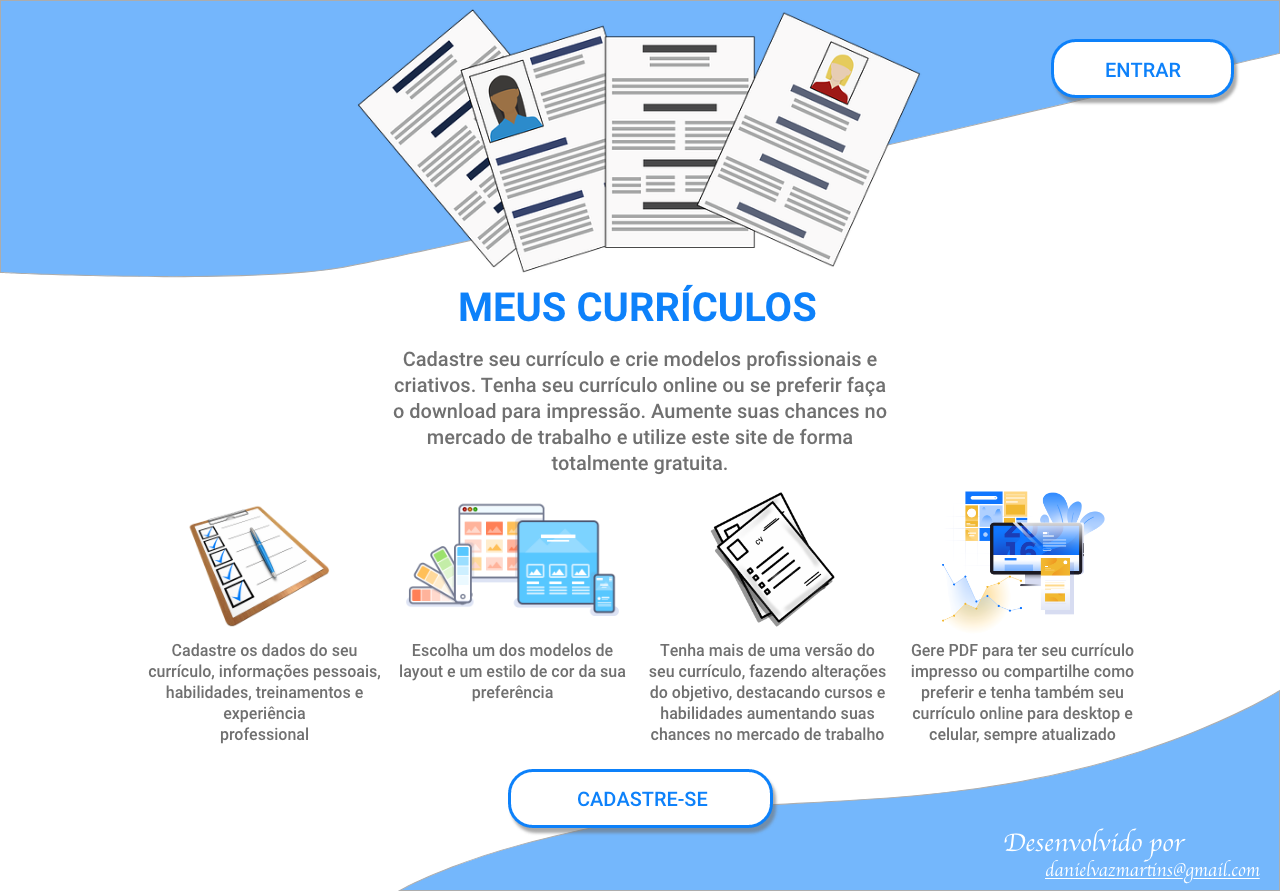 ENTRAR
MEUS CURRÍCULOS
Cadastre seu currículo e crie modelos profissionais e
criativos. Tenha seu currículo online ou se preferir faça
o download para impressão. Aumente suas chances no
mercado de trabalho e utilize este site de forma
totalmente gratuita.
CV
2016
Cadastre os dados do seu
currículo, informações pessoais,
habilidades, treinamentos e
experiência
professional
Escolha um dos modelos de
layout e um estilo de cor da sua
preferência
Tenha mais de uma versão do
seu currículo, fazendo alterações
do objetivo, destacando cursos e
habilidades aumentando suas
chances no mercado de trabalho
Gere PDF para ter seu currículo
impresso ou compartilhe como
preferir e tenha também seu
currículo online para desktop e
celular, sempre atualizado
CADASTRE-SE
Desenvolvido por
danielvazmartins@gmail.com